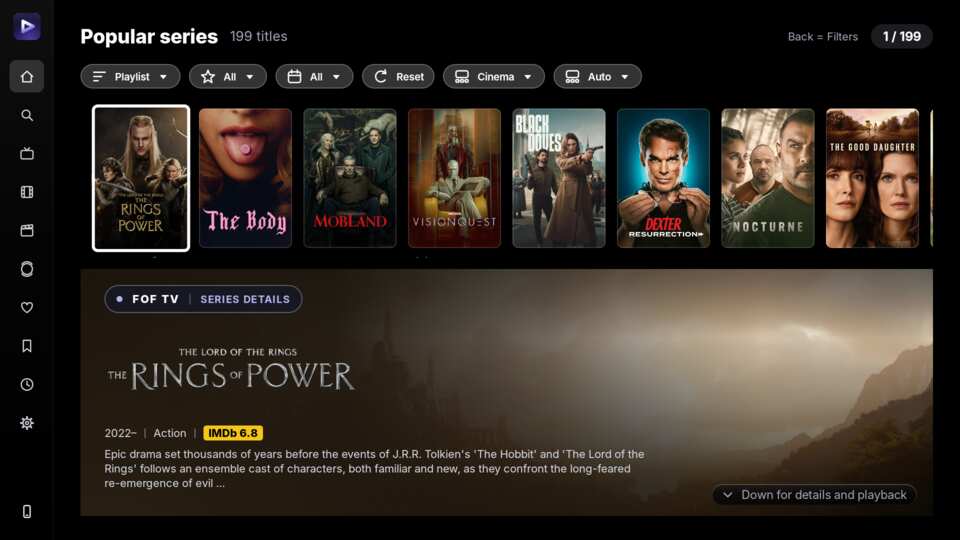 Popular series 199 titles
Back = Filters 1 / 199
Playlist All All Reset Cinema Auto
THE LORD OF THE RINGS
THE RINGS OF POWER
The Body
MOBLAND
VISIONQUEST
BLACK DOVES
DEXTER
RESURRECTION
NOCTURNE
THE GOOD DAUGHTER
FOF TV | SERIES DETAILS
THE LORD OF THE RINGS
THE RINGS OF POWER
2022– | Action | IMDb 6.8
Epic drama set thousands of years before the events of J.R.R. Tolkien's 'The Hobbit' and 'The Lord of the
Rings' follows an ensemble cast of characters, both familiar and new, as they confront the long-feared
re-emergence of evil ...
Down for details and playback